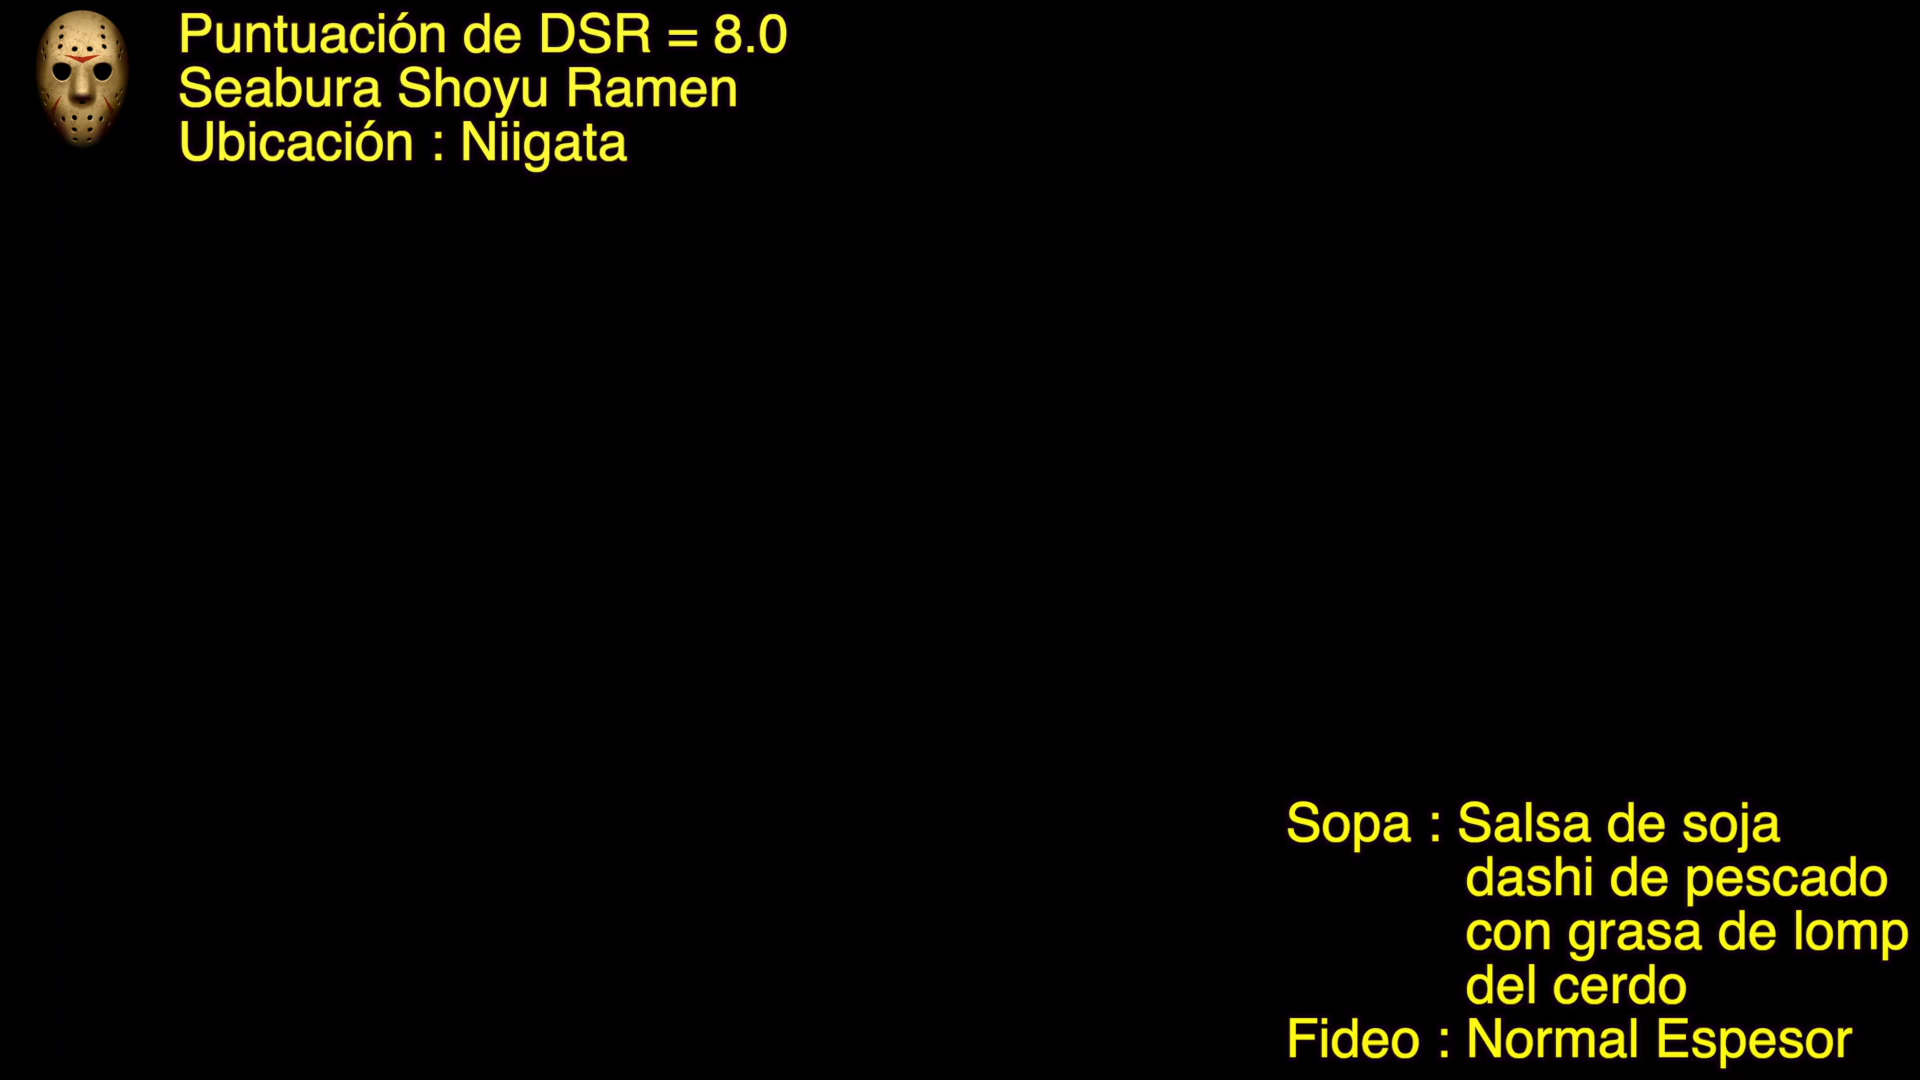 Puntuación de DSR = 8.0
Seabura Shoyu Ramen
Ubicación : Niigata
Sopa : Salsa de soja
dashi de pescado
con grasa de lomp
del cerdo
Fideo : Normal Espesor